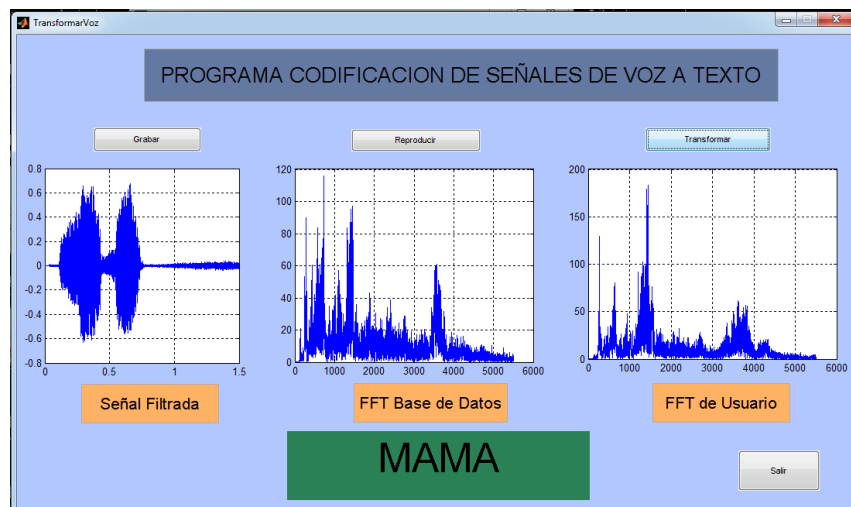 TransformarVoz
PROGRAMA CODIFICACION DE SEÑALES DE VOZ A TEXTO
Grabar
Reproducir
Transformar
0.8
0.6
0.4
0.2
0
-0.2
-0.4
-0.6
-0.8
0 0.5 1 1.5
120
100
80
60
40
20
0
0 1000 2000 3000 4000 5000 6000
200
150
100
50
0
0 1000 2000 3000 4000 5000 6000
Señal Filtrada
FFT Base de Datos
FFT de Usuario
MAMA
Salir